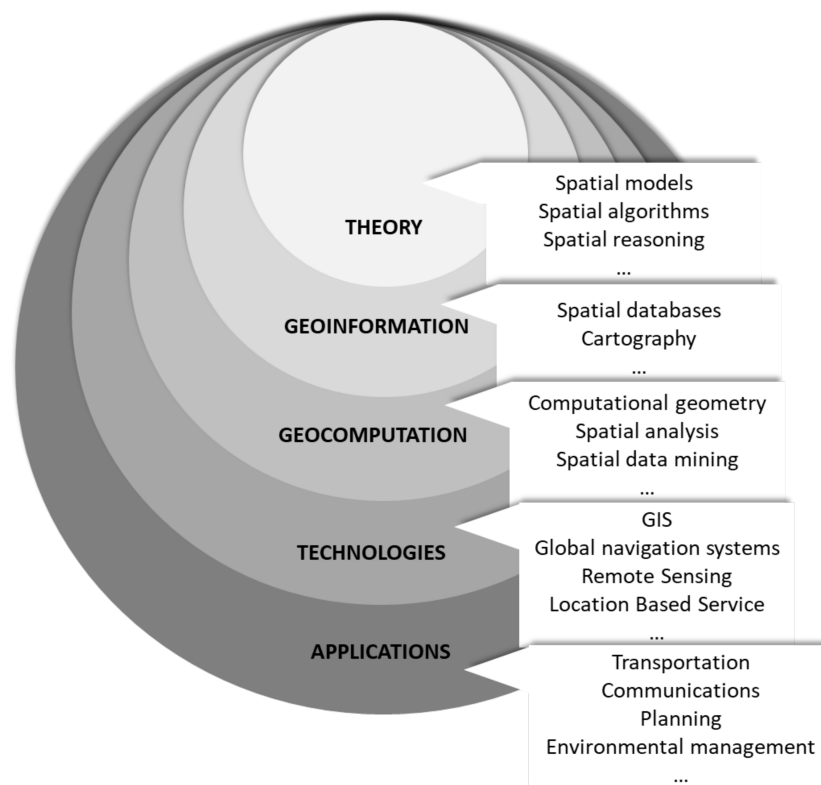 THEORY
Spatial models
Spatial algorithms
Spatial reasoning
...
GEOINFORMATION
Spatial databases
Cartography
...
GEOCOMPUTATION
Computational geometry
Spatial analysis
Spatial data mining
...
TECHNOLOGIES
GIS
Global navigation systems
Remote Sensing
Location Based Service
...
APPLICATIONS
Transportation
Communications
Planning
Environmental management
...